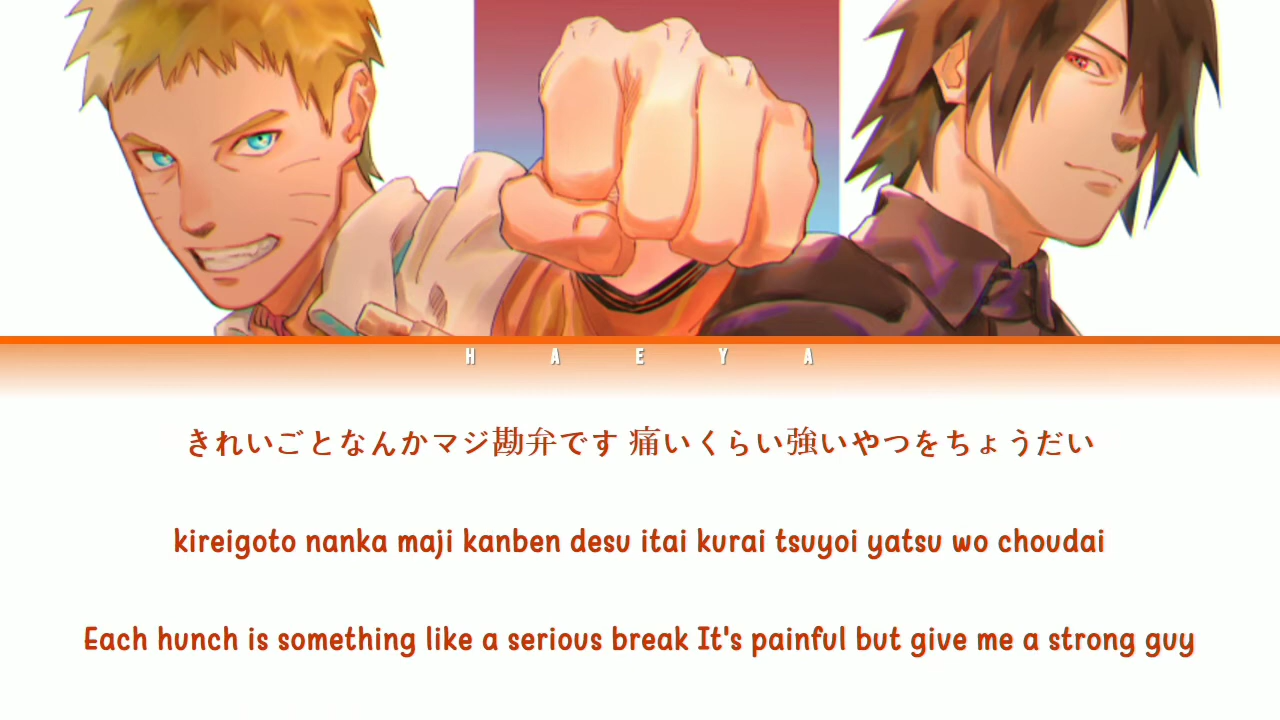 H A E Y A
きれいごとなんかマジ勘弁です 痛いくらい強いやつをちょうだい
kireigoto nanka maji kanben desu itai kurai tsuyoi yatsu wo choudai
Each hunch is something like a serious break It's painful but give me a strong guy